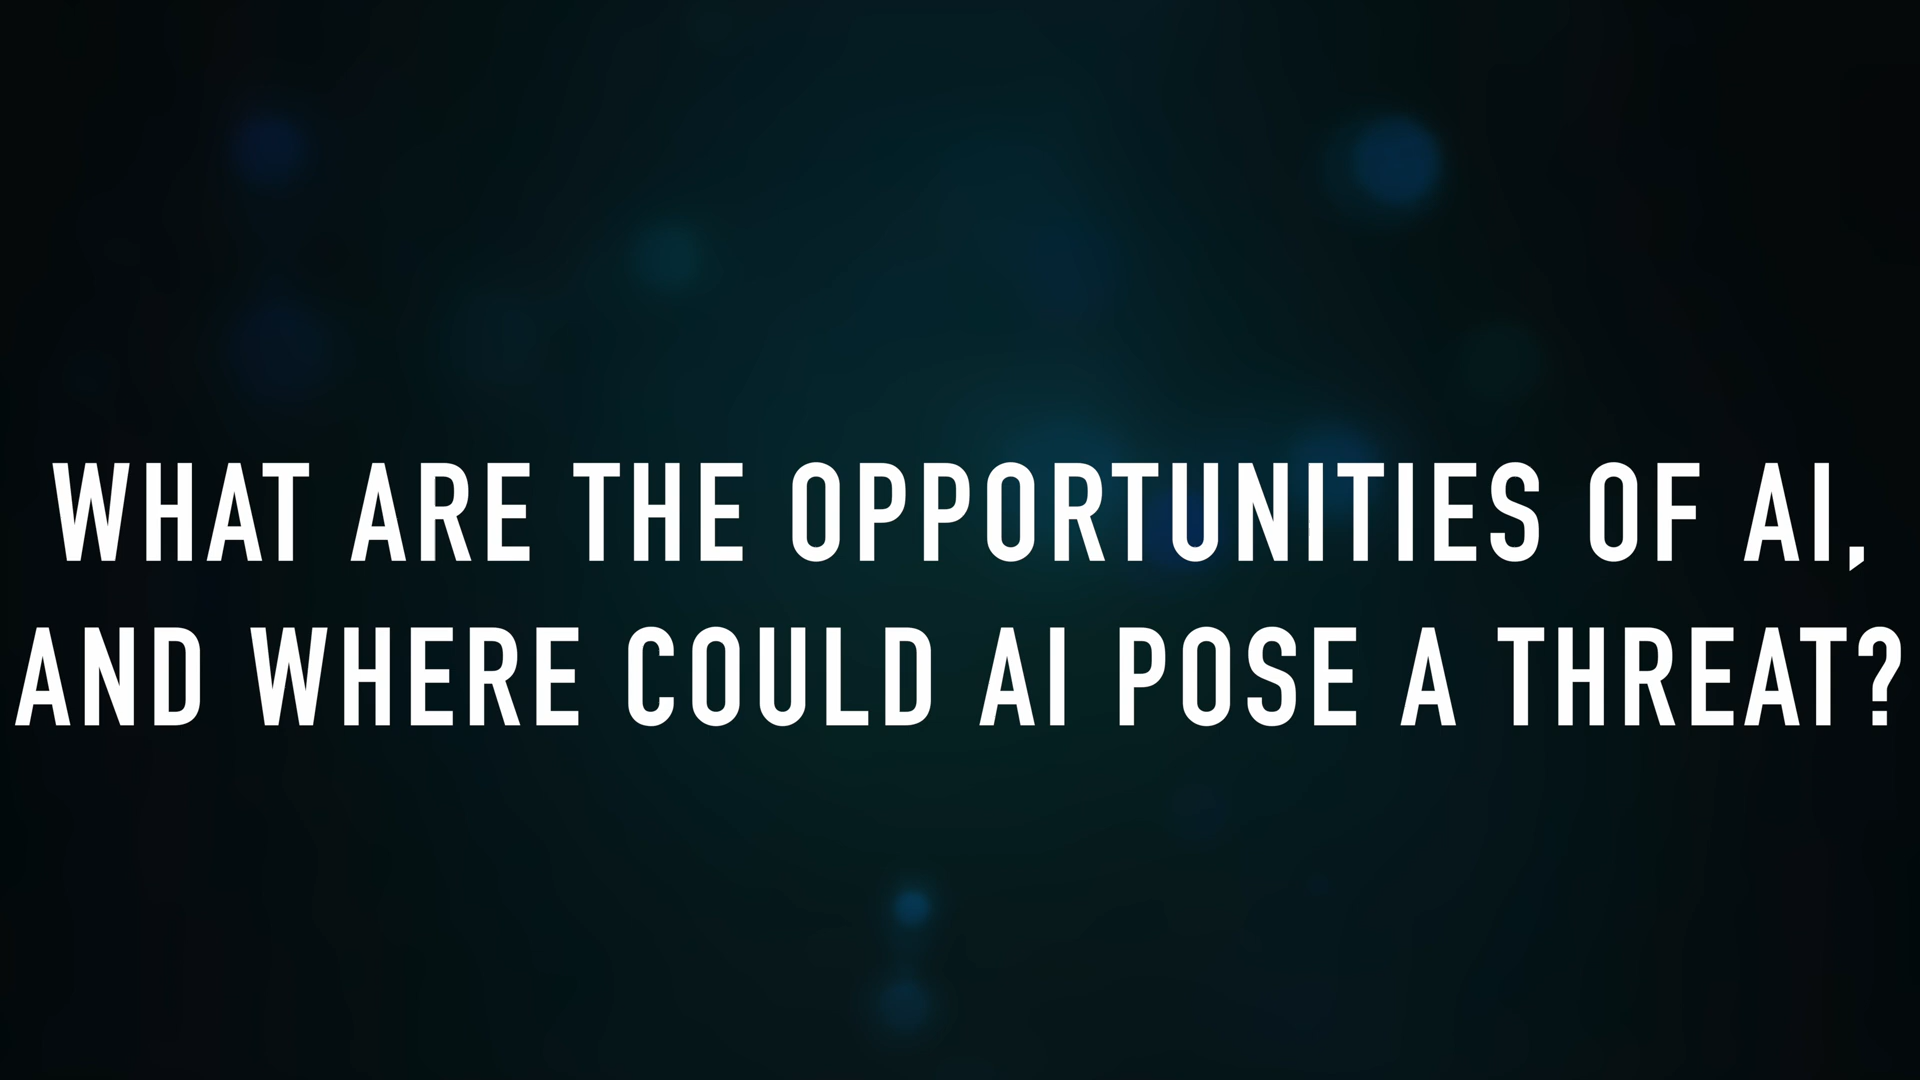 WHAT ARE THE OPPORTUNITIES OF AI,
AND WHERE COULD AI POSE A THREAT?